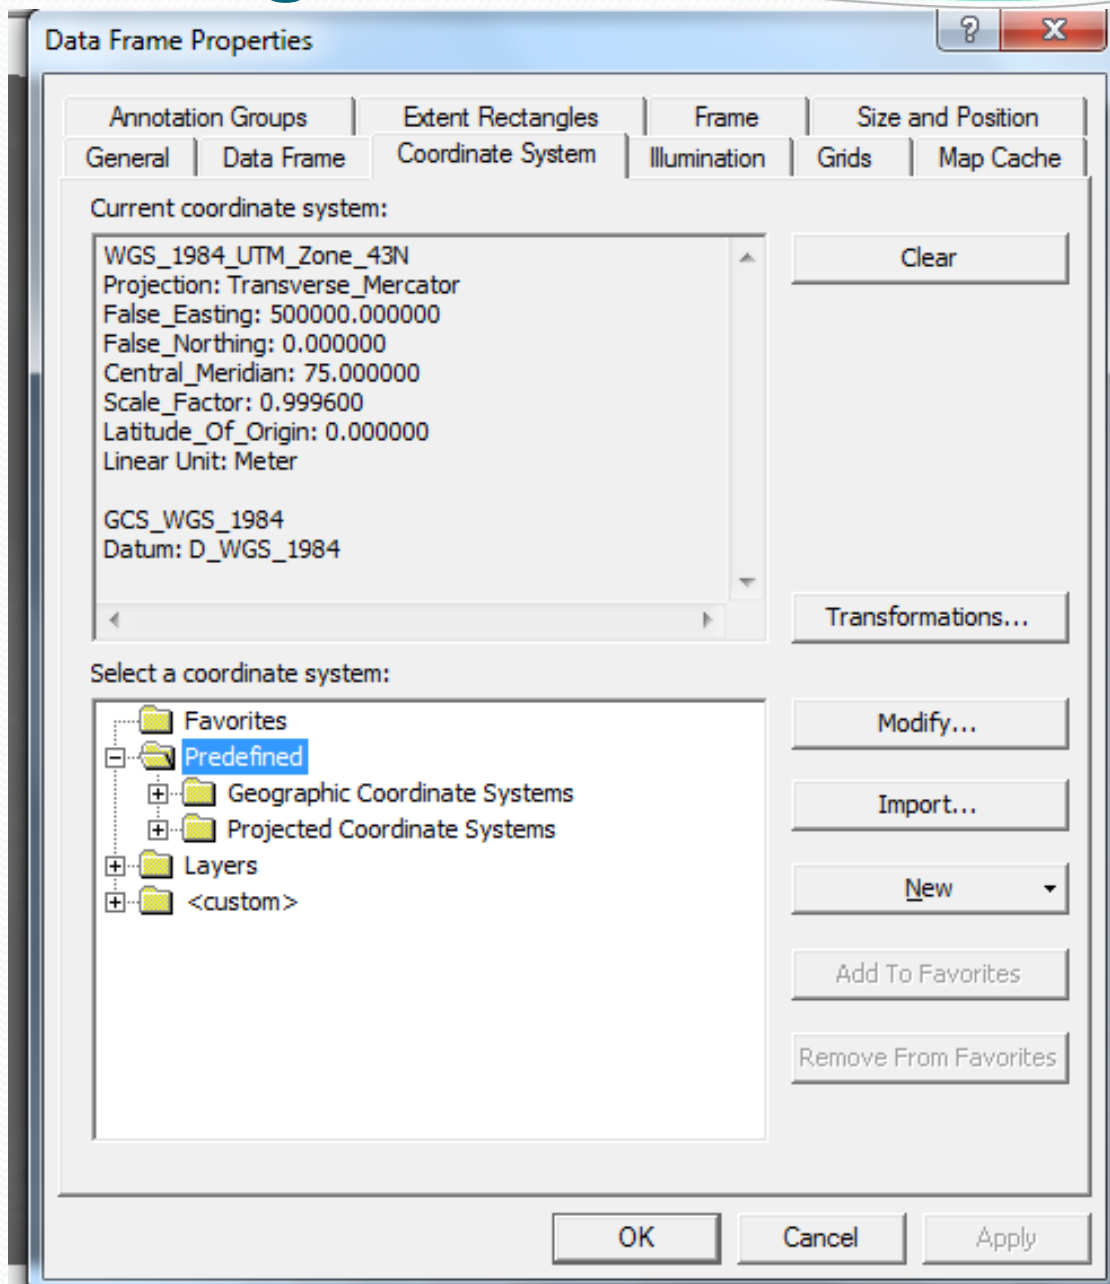 Data Frame Properties
Annotation Groups Extent Rectangles Frame Size and Position
General Data Frame Coordinate System Illumination Grids Map Cache
Current coordinate system:
WGS_1984_UTM_Zone_43N
Projection: Transverse_Mercator
False_Easting: 500000.000000
False_Northing: 0.000000
Central_Meridian: 75.000000
Scale_Factor: 0.999600
Latitude_Of_Origin: 0.000000
Linear Unit: Meter
GCS_WGS_1984
Datum: D_WGS_1984
Clear
Transformations...
Select a coordinate system:
Favorites
Predefined
Geographic Coordinate Systems
Projected Coordinate Systems
Layers
<custom>
Modify...
Import...
New
Add To Favorites
Remove From Favorites
OK Cancel Apply